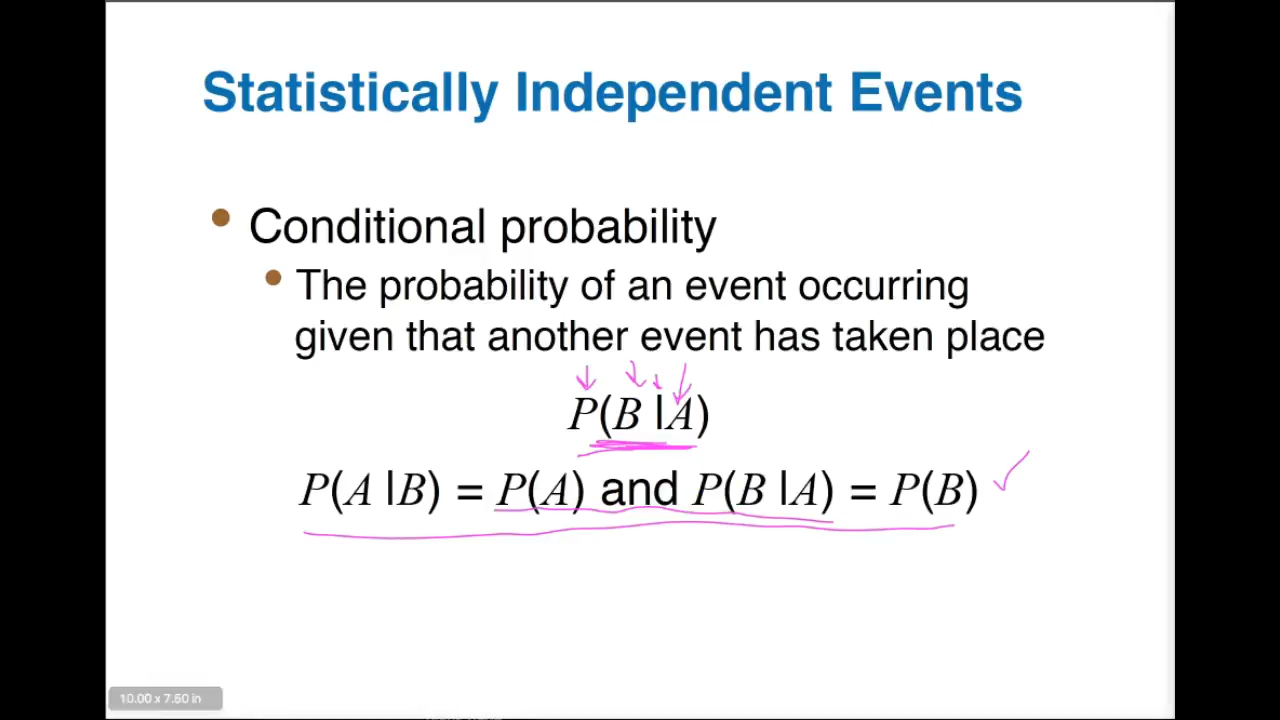 Statistically Independent Events
• Conditional probability
• The probability of an event occurring
given that another event has taken place
P(B |A)
P(A |B) = P(A) and P(B |A) = P(B)
10.00 x 7.50 in